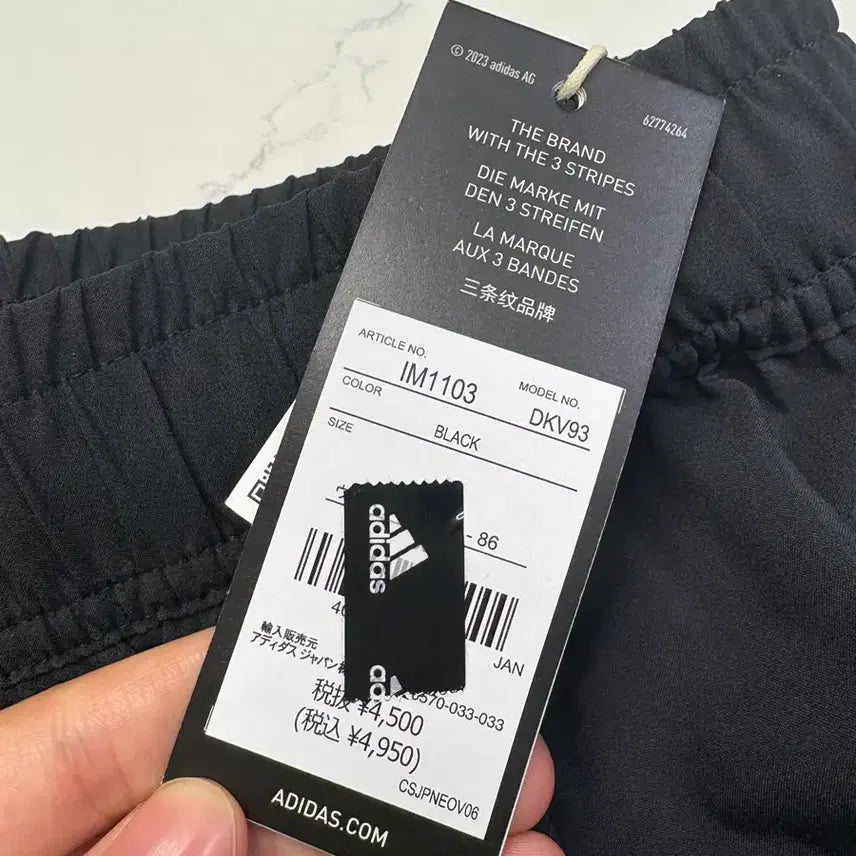 © 2023 adidas AG
62774264
THE BRAND
WITH THE 3 STRIPES
DIE MARKE MIT
DEN 3 STREIFEN
LA MARQUE
AUX 3 BANDES
三条纹品牌
ARTICLE NO.
IM1103
MODEL NO.
DKV93
COLOR
BLACK
SIZE
- 86
adidas
JAN
輸入販売元
アディダス ジャパン
0570-033-033
税抜 ¥4,500
(税込 ¥4,950)
CSJPNEOV06
ADIDAS.COM